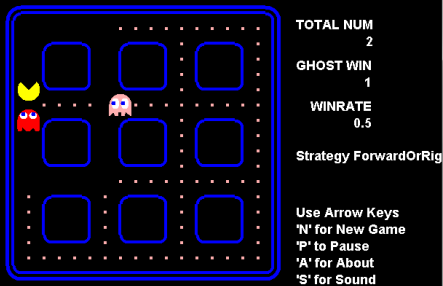 TOTAL NUM
2
GHOST WIN
1
WINRATE
0.5
Strategy ForwardOrRig
Use Arrow Keys
'N' for New Game
'P' to Pause
'A' for About
'S' for Sound